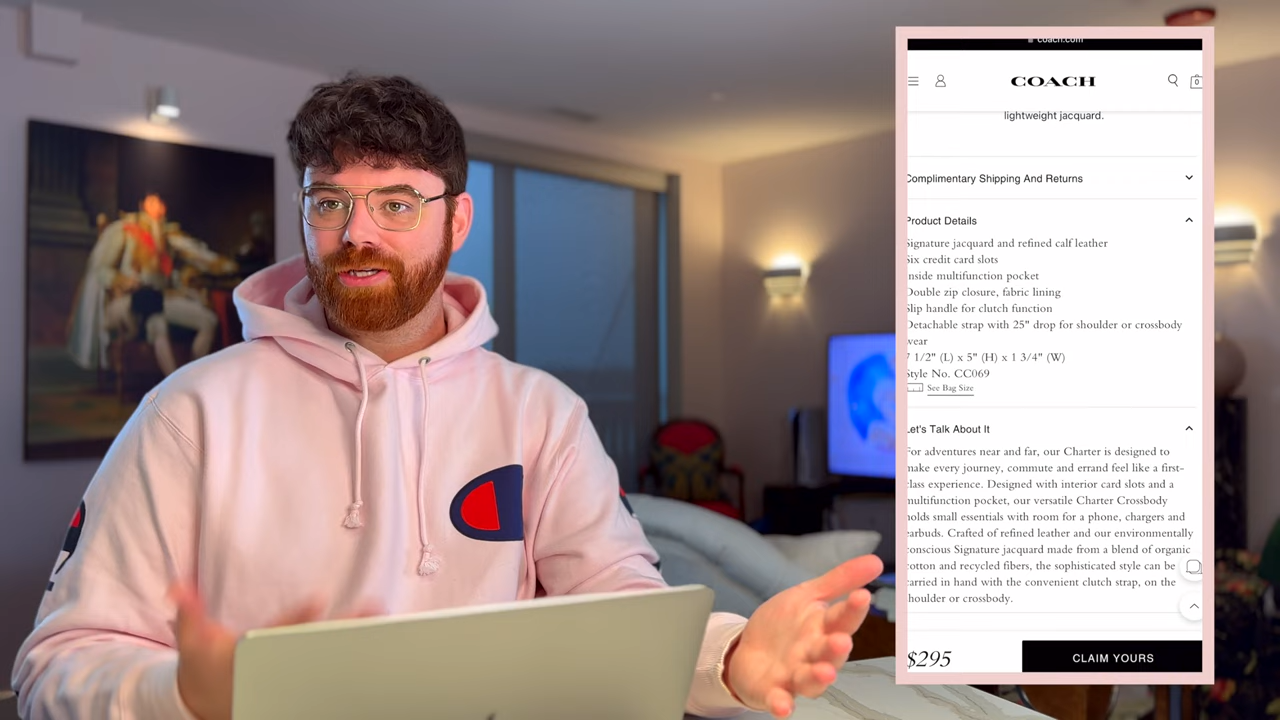 coach.com
COACH
0
lightweight jacquard.
Complimentary Shipping And Returns
Product Details
Signature jacquard and refined calf leather
Six credit card slots
Inside multifunction pocket
Double zip closure, fabric lining
Slip handle for clutch function
Detachable strap with 25" drop for shoulder or crossbody
wear
7 1/2" (L) x 5" (H) x 1 3/4" (W)
Style No. CC069
See Bag Size
Let's Talk About It
For adventures near and far, our Charter is designed to
make every journey, commute and errand feel like a first-
class experience. Designed with interior card slots and a
multifunction pocket, our versatile Charter Crossbody
holds small essentials with room for a phone, chargers and
earbuds. Crafted of refined leather and our environmentally
conscious Signature jacquard made from a blend of organic
cotton and recycled fibers, the sophisticated style can be
carried in hand with the convenient clutch strap, on the
shoulder or crossbody.
$295
CLAIM YOURS